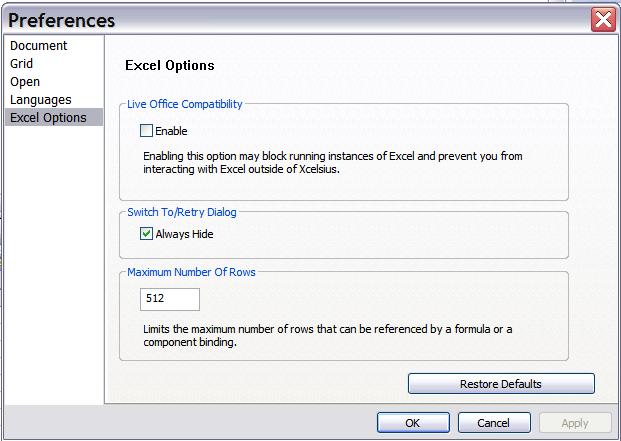 Preferences
Document
Grid
Open
Languages
Excel Options
Excel Options
Live Office Compatibility
Enable
Enabling this option may block running instances of Excel and prevent you from
interacting with Excel outside of Xcelsius.
Switch To/Retry Dialog
Always Hide
Maximum Number Of Rows
512
Limits the maximum number of rows that can be referenced by a formula or a
component binding.
Restore Defaults
OK
Cancel
Apply